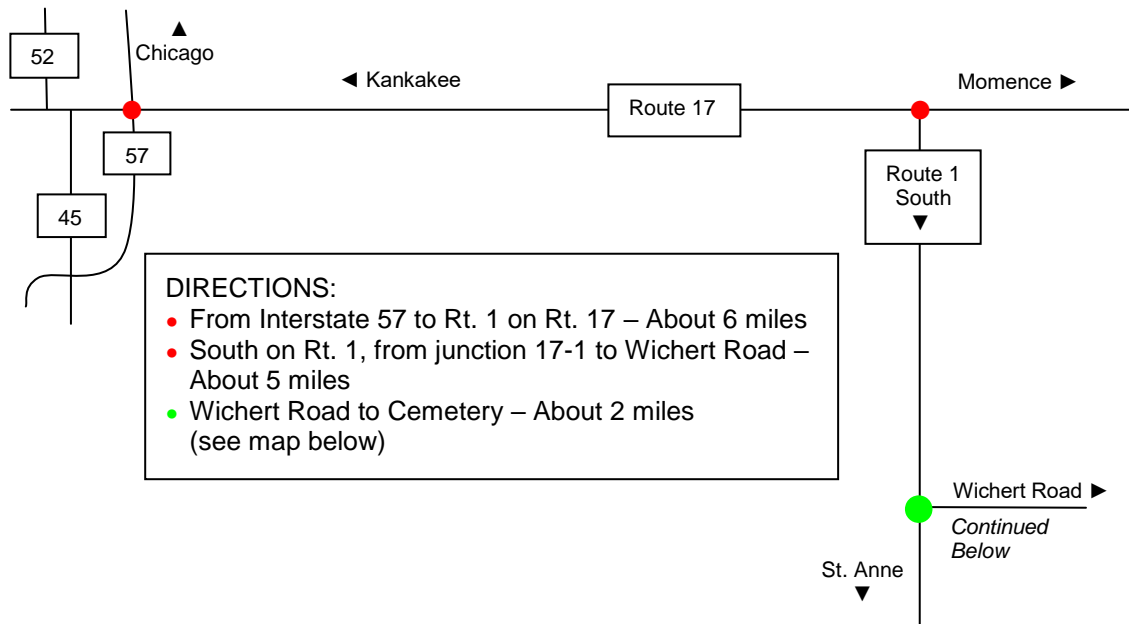 52
▲
Chicago
◄ Kankakee
Momence ►
Route 17
57
Route 1
South
▼
45
DIRECTIONS:
• From Interstate 57 to Rt. 1 on Rt. 17 – About 6 miles
• South on Rt. 1, from junction 17-1 to Wichert Road –
About 5 miles
• Wichert Road to Cemetery – About 2 miles
(see map below)
Wichert Road ►
Continued
Below
St. Anne
▼